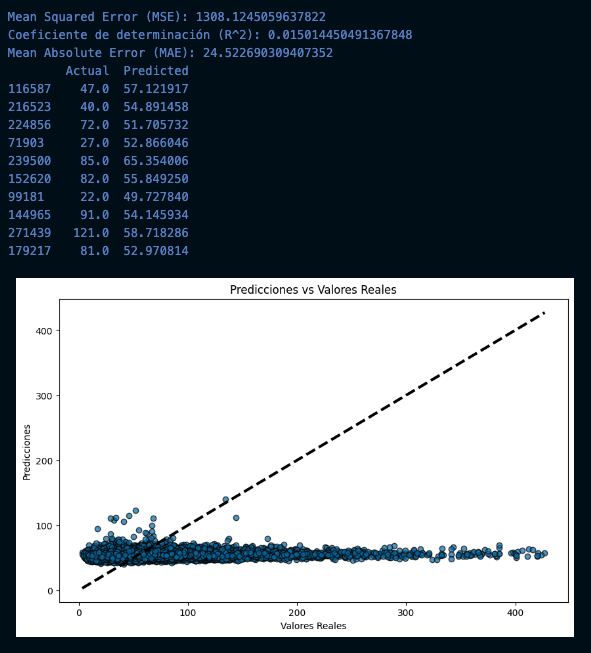 Mean Squared Error (MSE): 1308.1245059637822
Coeficiente de determinación (R^2): 0.015014450491367848
Mean Absolute Error (MAE): 24.522690309407352
Actual Predicted
116587 47.0 57.121917
216523 40.0 54.891458
224856 72.0 51.705732
71903 27.0 52.866046
239500 85.0 65.354006
152620 82.0 55.849250
99181 22.0 49.727840
144965 91.0 54.145934
271439 121.0 58.718286
179217 81.0 52.970814
Predicciones vs Valores Reales
400
300
200
100
0
Predicciones
0 100 200 300 400
Valores Reales